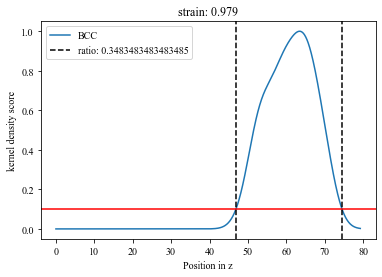 strain: 0.979
BCC
ratio: 0.3483483483483485
kernel density score
1.0
0.8
0.6
0.4
0.2
0.0
0 10 20 30 40 50 60 70 80
Position in z